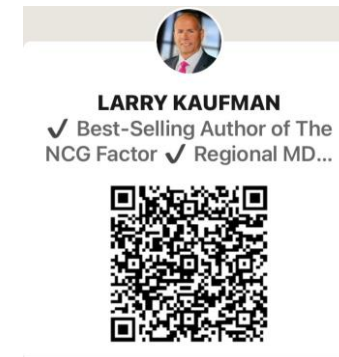 LARRY KAUFMAN
✓ Best-Selling Author of The
NCG Factor ✓ Regional MD...